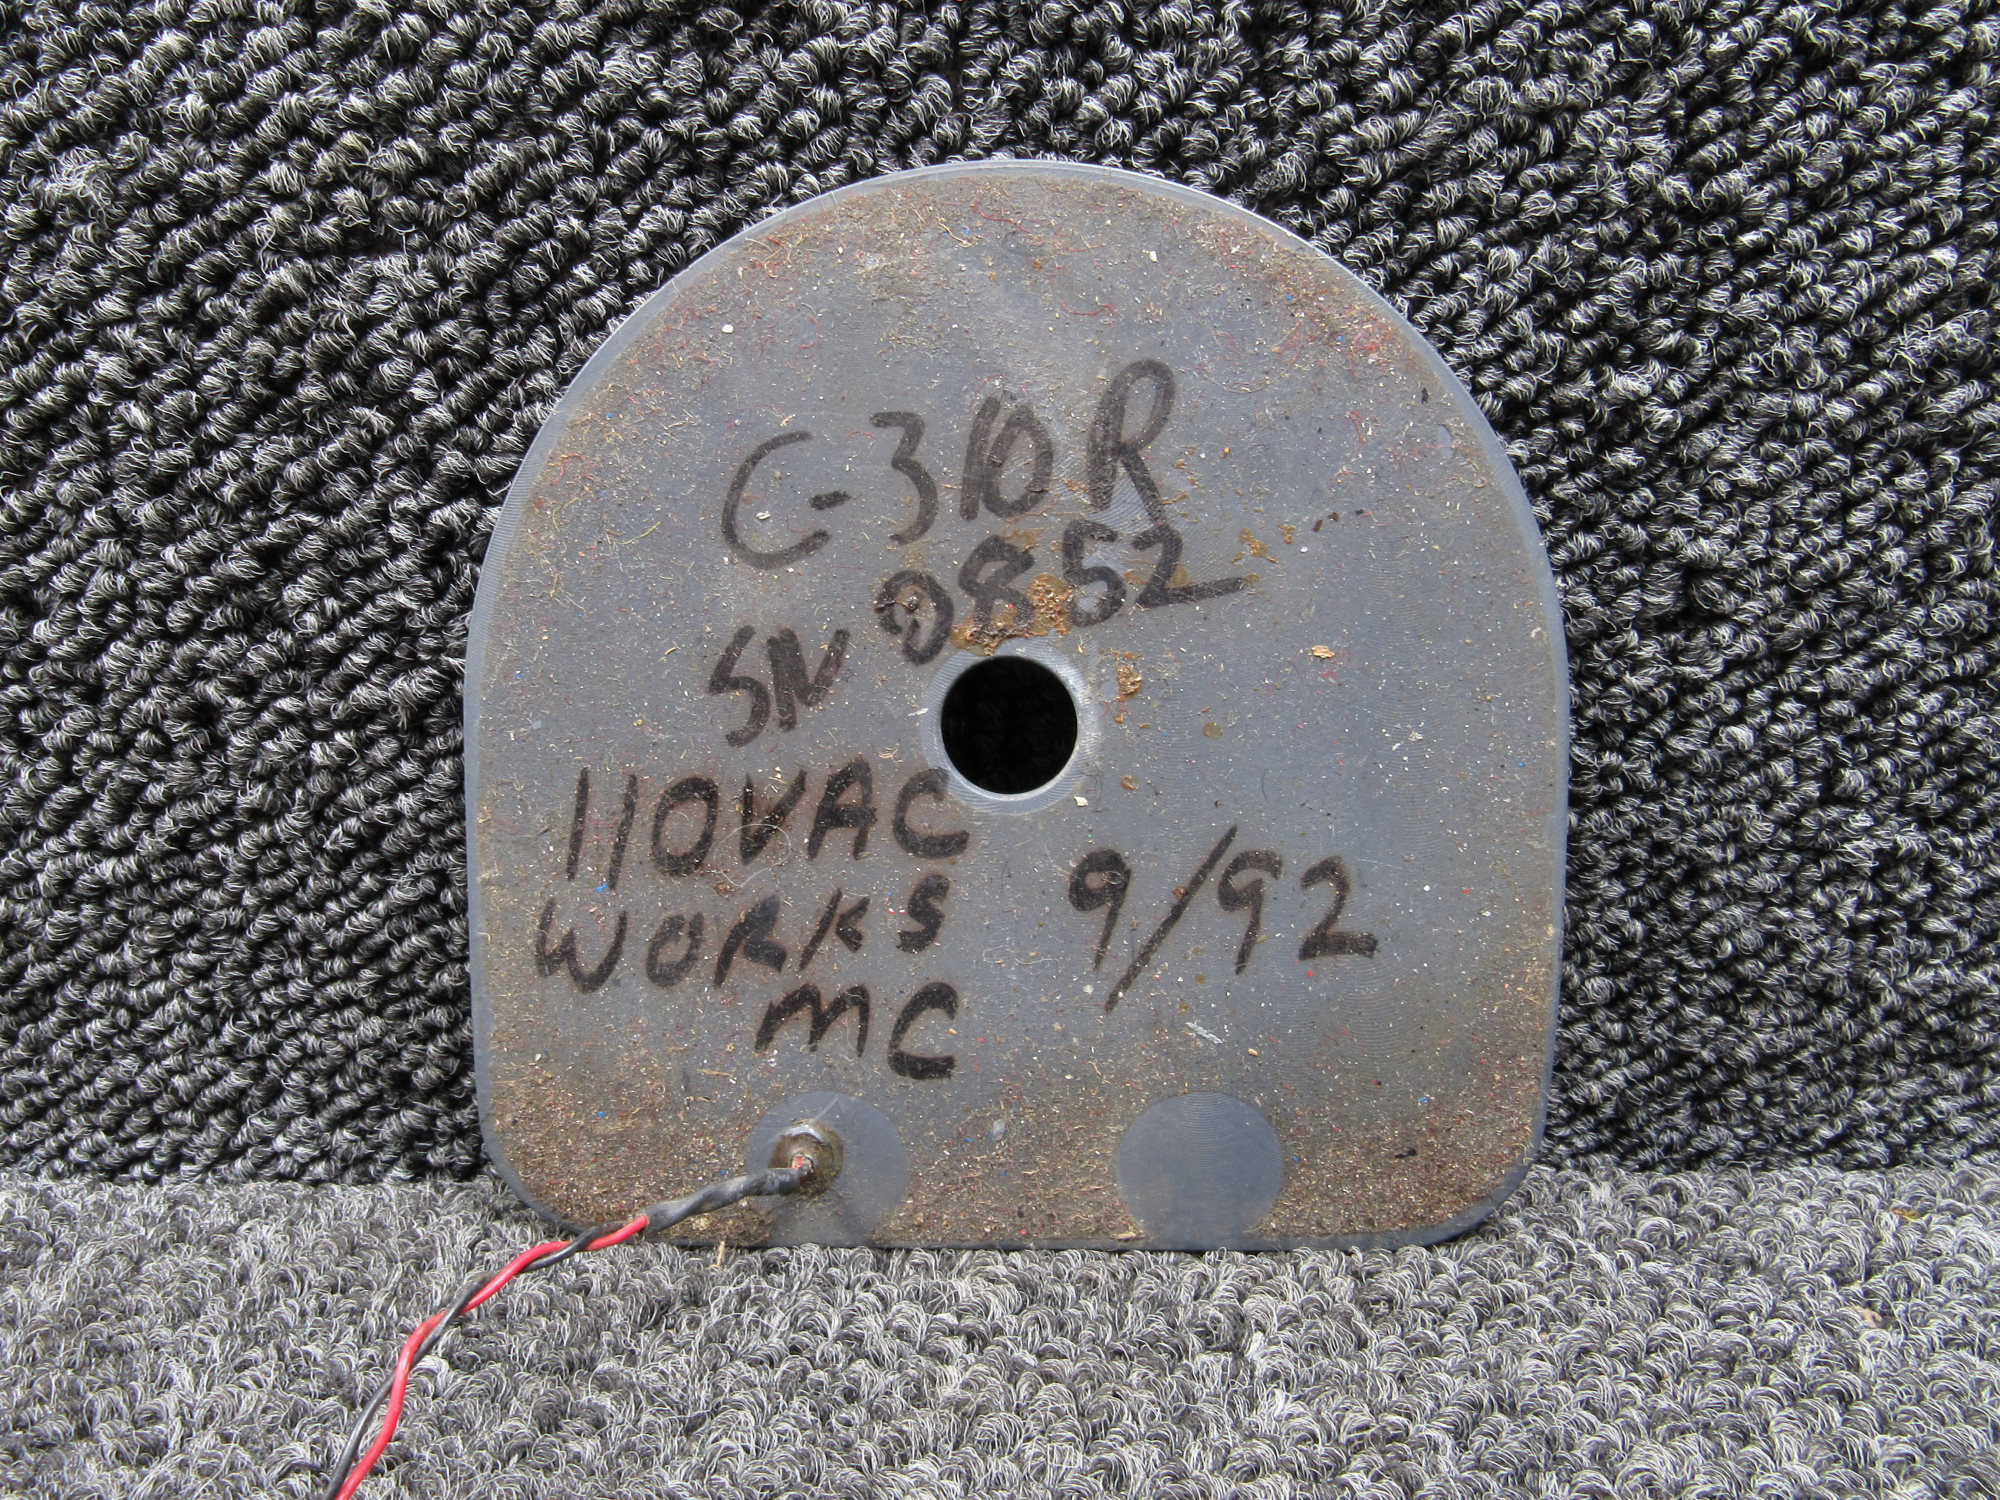 C-310R
SN 0852
110VAC
WORKS
MC
9/92